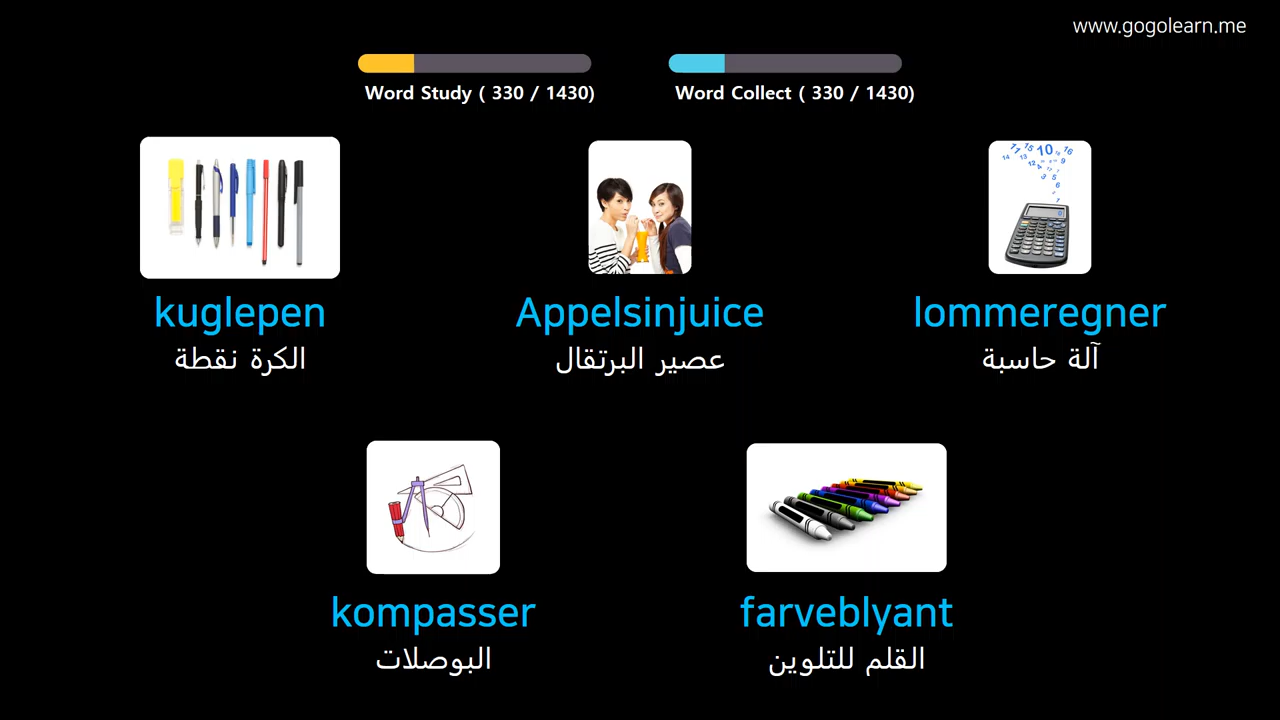 www.gogolearn.me
Word Study ( 330 / 1430)
Word Collect ( 330 / 1430)
kuglepen
الكرة نقطة
Appelsinjuice
عصير البرتقال
lommeregner
آلة حاسبة
kompasser
البوصلات
farveblyant
القلم للتلوين